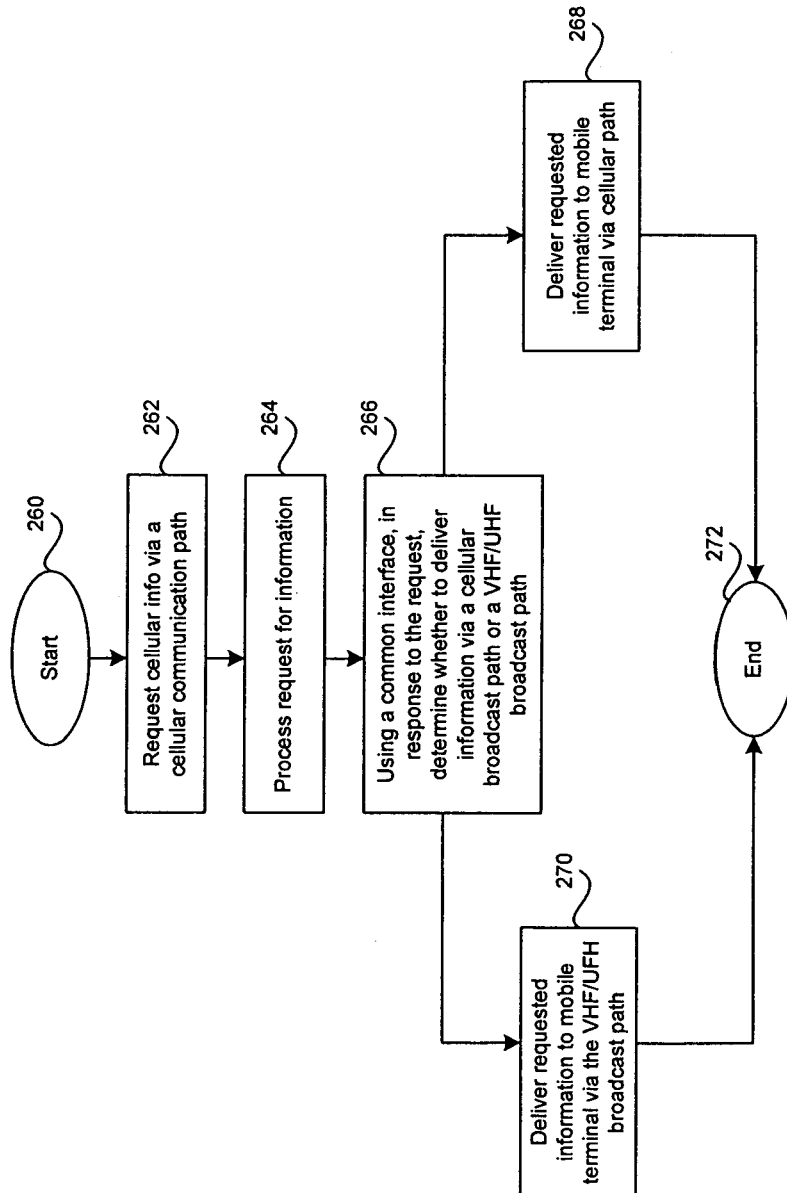 Start
260
Request cellular info via a
cellular communication path
262
Process request for information
264
Using a common interface, in
response to the request,
determine whether to deliver
information via a cellular
broadcast path or a VHF/UHF
broadcast path
266
Deliver requested
information to mobile
terminal via the VHF/UFH
broadcast path
270
Deliver requested
information to mobile
terminal via cellular path
268
End
272